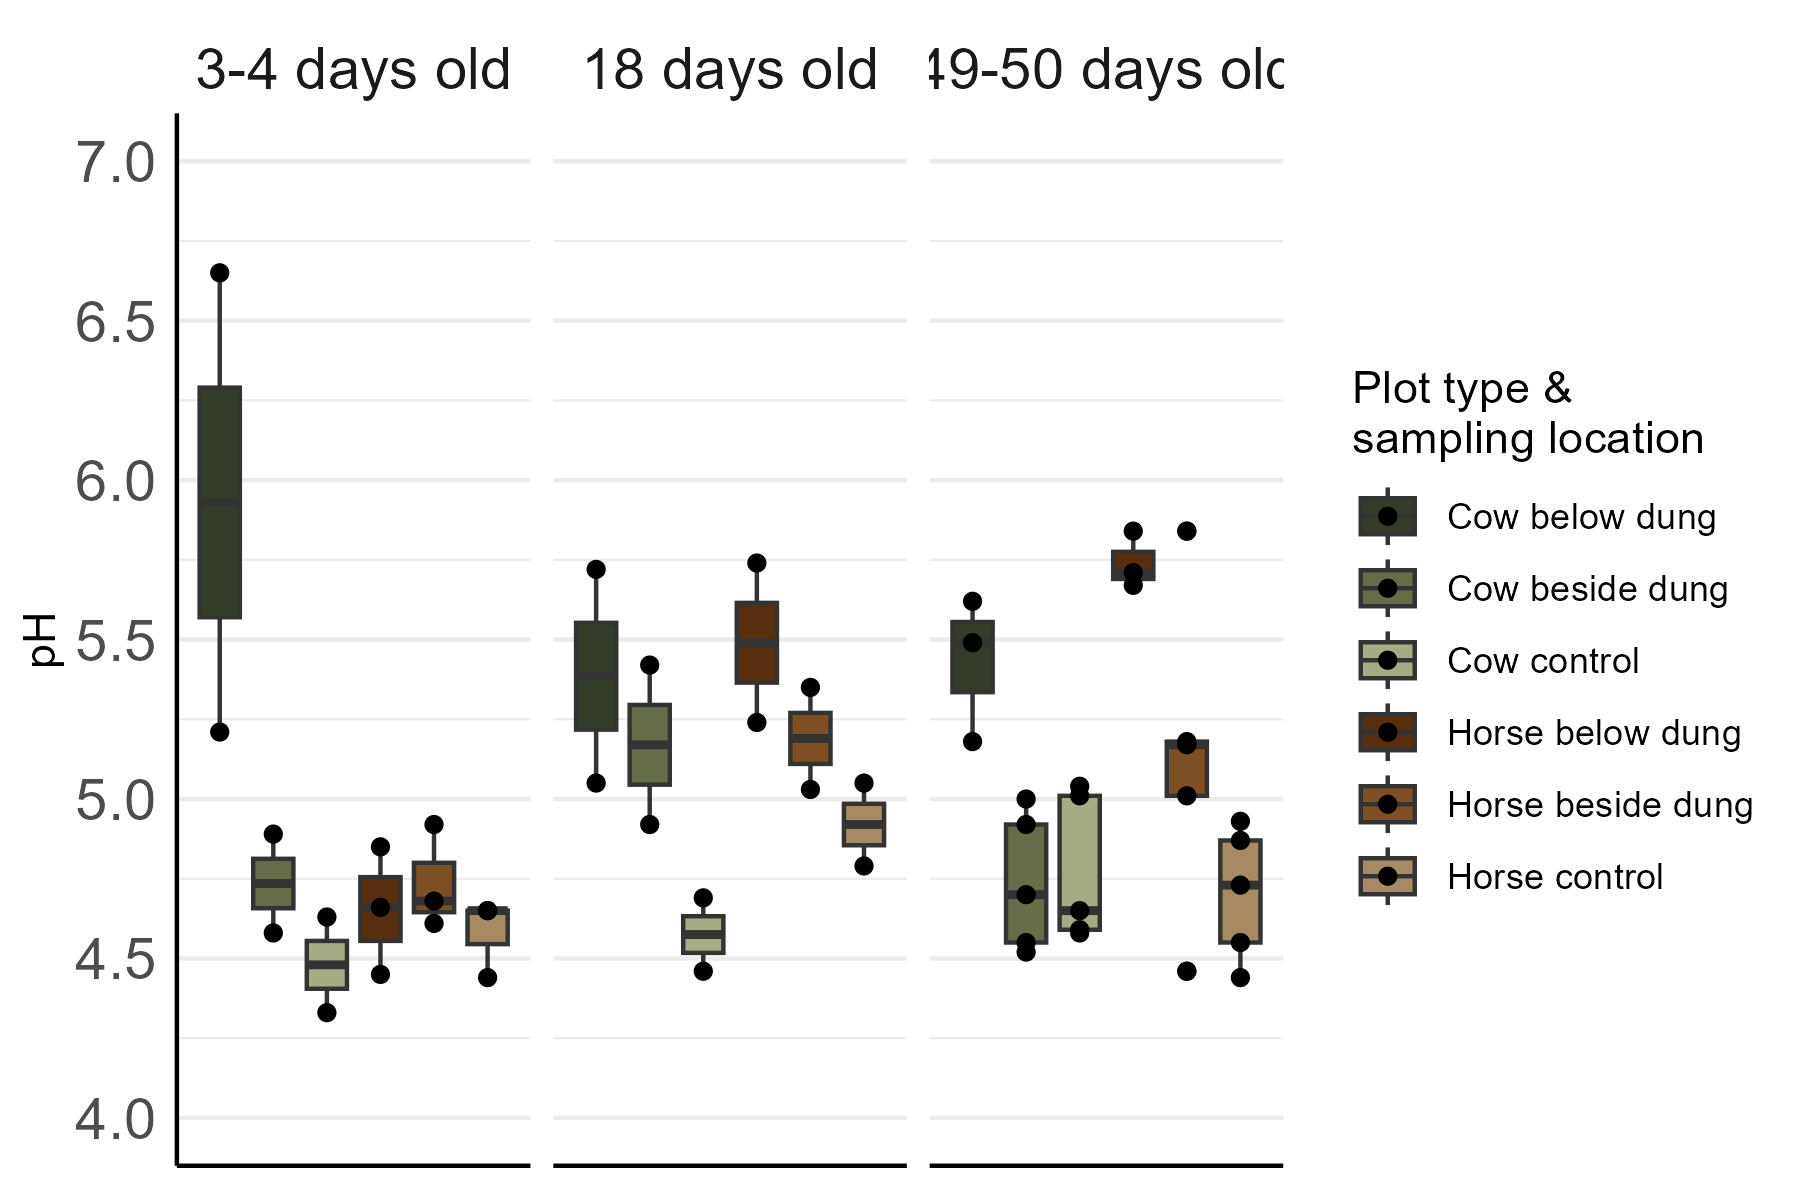 3-4 days old
18 days old
49-50 days old
7.0
6.5
6.0
5.5
5.0
4.5
4.0
pH
Plot type &
sampling location
Cow below dung
Cow beside dung
Cow control
Horse below dung
Horse beside dung
Horse control